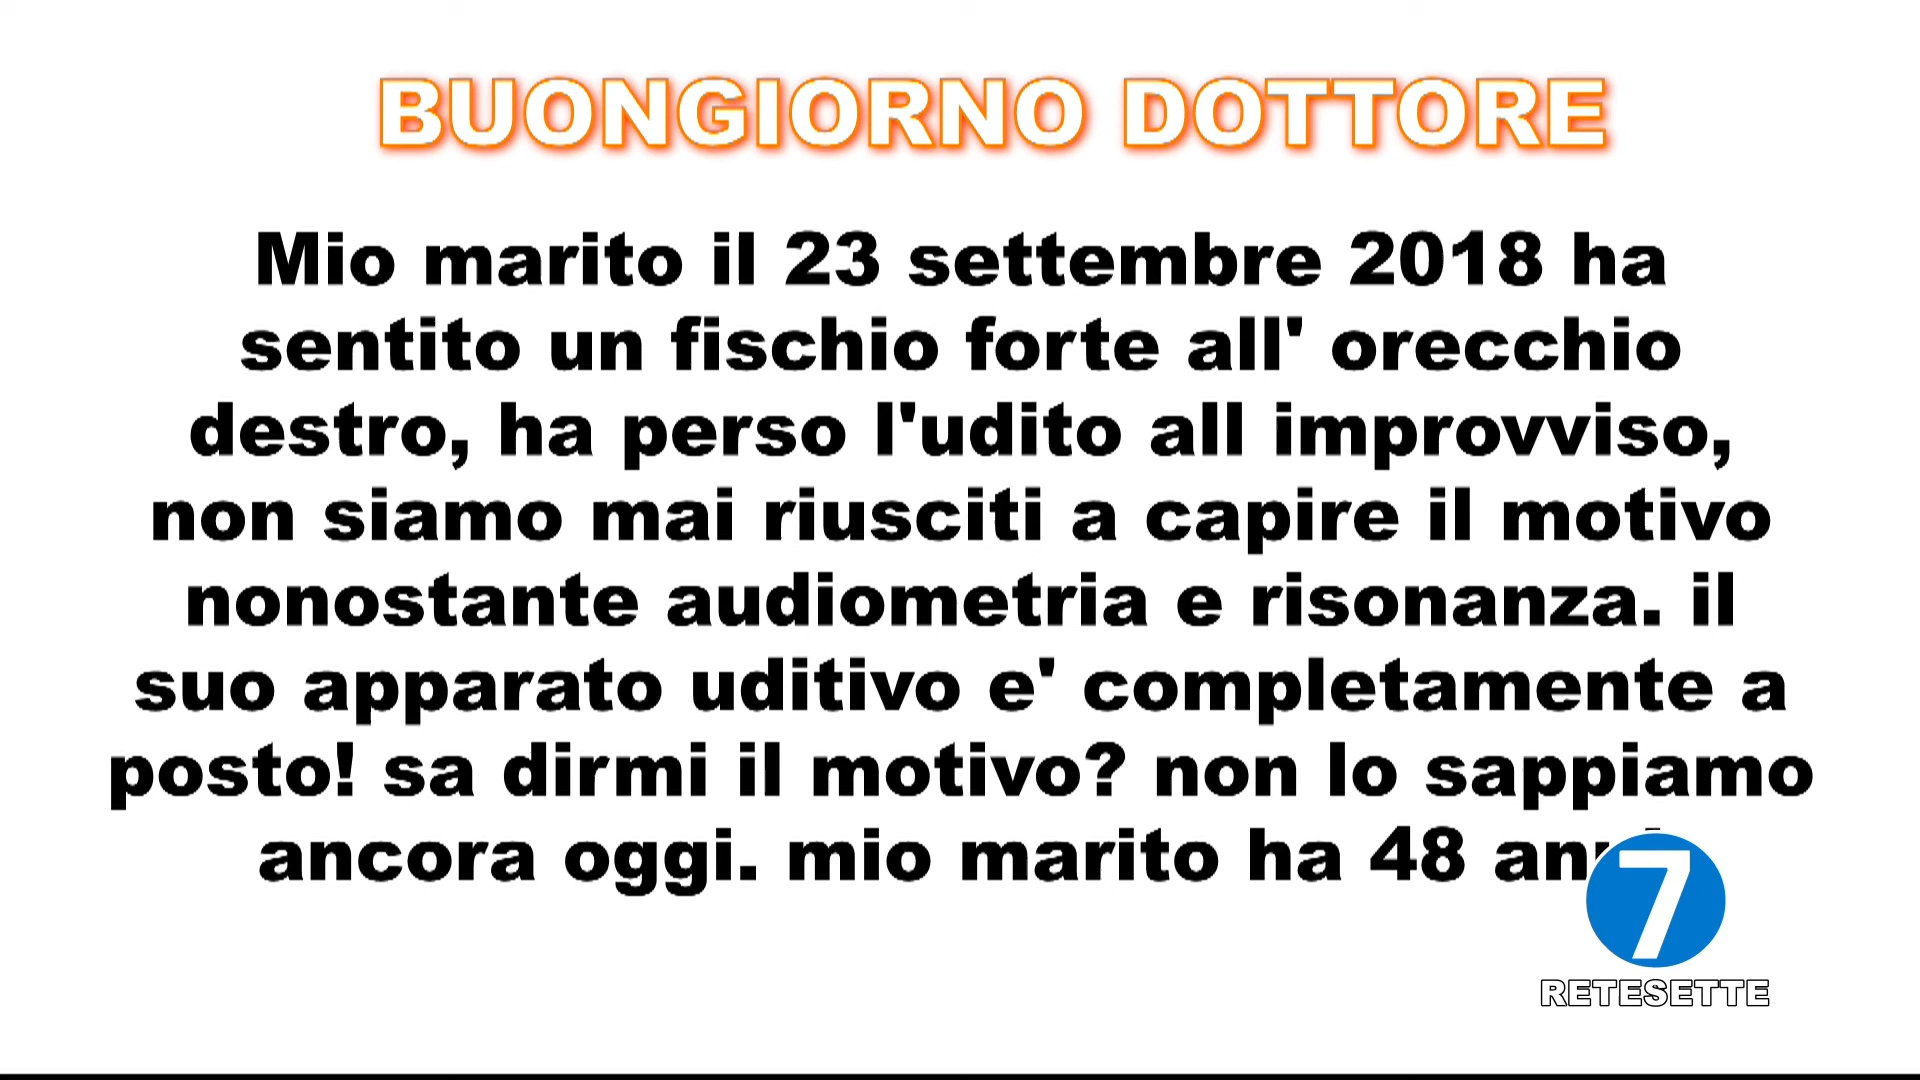 BUONGIORNO DOTTORE
Mio marito il 23 settembre 2018 ha
sentito un fischio forte all' orecchio
destro, ha perso l'udito all improvviso,
non siamo mai riusciti a capire il motivo
nonostante audiometria e risonanza. il
suo apparato uditivo e' completamente a
posto! sa dirmi il motivo? non lo sappiamo
ancora oggi. mio marito ha 48
7
RETESETTE